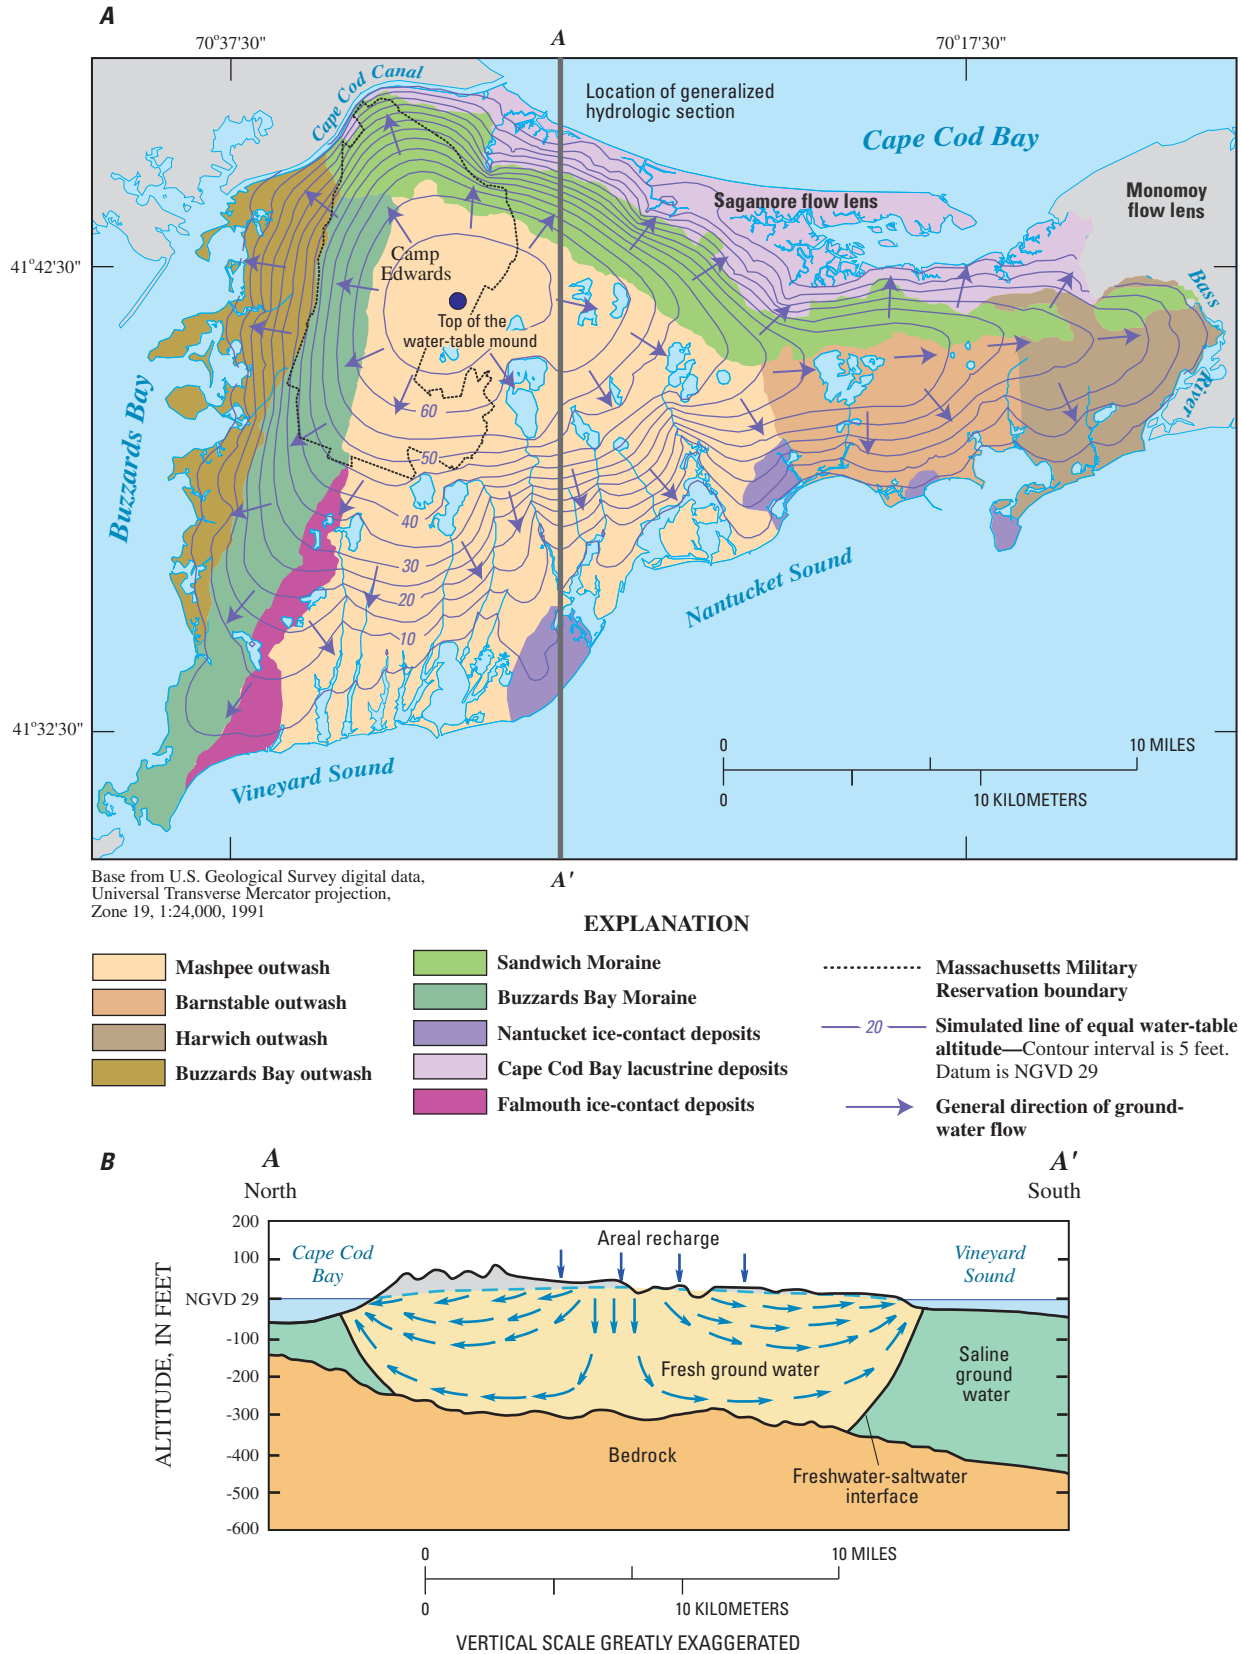 A
70°37'30"
A
70°17'30"
Cape Cod Canal
Location of generalized
hydrologic section
Cape Cod Bay
Sagamore flow lens
Monomoy
flow lens
41°42'30"
Camp
Edwards
Bass
River
Top of the
water-table mound
Buzzards Bay
60
50
40
30
20
10
Nantucket Sound
41°32'30"
Vineyard Sound
0
10 MILES
0
10 KILOMETERS
A'
Base from U.S. Geological Survey digital data,
Universal Transverse Mercator projection,
Zone 19, 1:24,000, 1991
EXPLANATION
Mashpee outwash
Barnstable outwash
Harwich outwash
Buzzards Bay outwash
Sandwich Moraine
Buzzards Bay Moraine
Nantucket ice-contact deposits
Cape Cod Bay lacustrine deposits
Falmouth ice-contact deposits
Massachusetts Military
Reservation boundary
20
Simulated line of equal water-table
altitude—Contour interval is 5 feet.
Datum is NGVD 29
General direction of ground-
water flow
B
A
North
A'
South
200
100
NGVD 29
-100
-200
-300
-400
-500
-600
ALTITUDE, IN FEET
Cape Cod
Bay
Areal recharge
Vineyard
Sound
Fresh ground water
Saline
ground
water
Bedrock
Freshwater-saltwater
interface
0
10 MILES
0
10 KILOMETERS
VERTICAL SCALE GREATLY EXAGGERATED